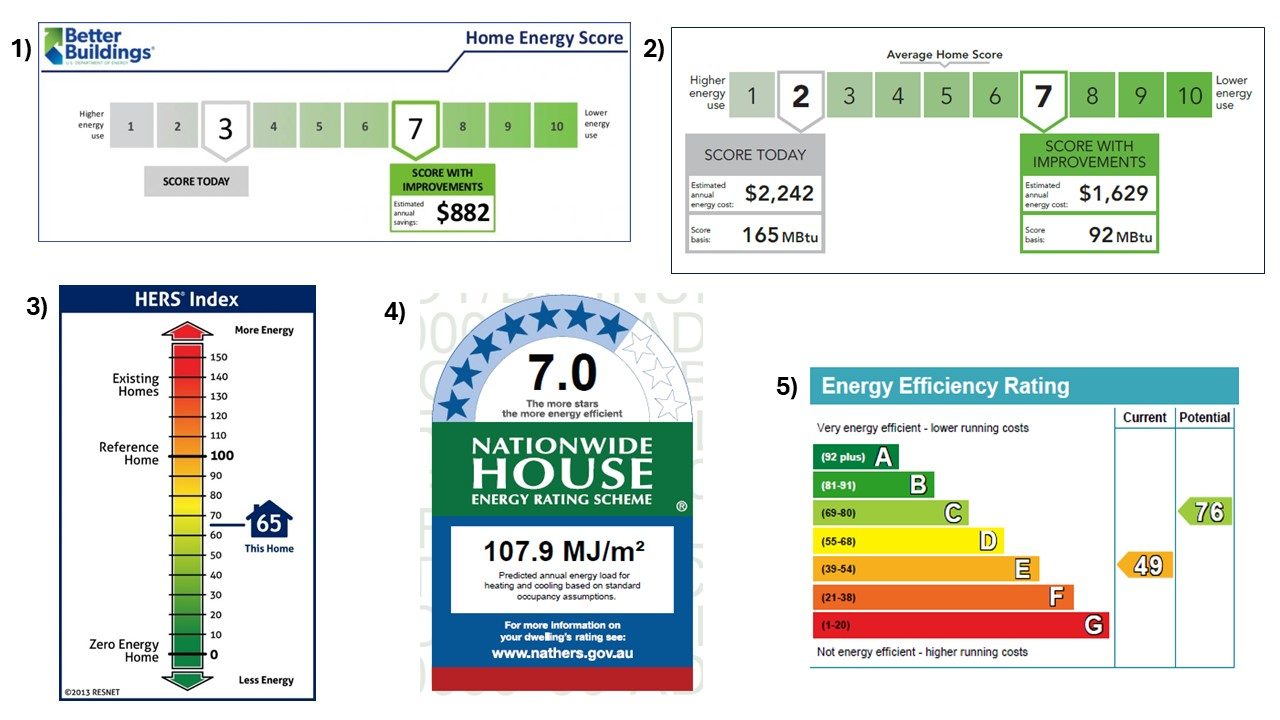 1)
Better
Buildings®
U.S. DEPARTMENT OF ENERGY
Home Energy Score
Higher
energy
use
1 2 3 4 5 6 7 8 9 10
Lower
energy
use
SCORE TODAY
SCORE WITH
IMPROVEMENTS
Estimated
annual
savings:
$882
2)
Average Home Score
Higher
energy
use
1 2 3 4 5 6 7 8 9 10
Lower
energy
use
SCORE TODAY
Estimated
annual
energy cost:
$2,242
Score
basis:
165 MBtu
SCORE WITH
IMPROVEMENTS
Estimated
annual
energy cost:
$1,629
Score
basis:
92 MBtu
3)
HERS® Index
More Energy
150
Existing
Homes
140
130
120
110
Reference
Home
100
90
80
70
65
This Home
60
50
40
30
20
10
Zero Energy
Home
0
Less Energy
©2013 RESNET
4)
7.0
The more stars
the more energy efficient
NATIONWIDE
HOUSE
ENERGY RATING SCHEME
®
107.9 MJ/m²
Predicted annual energy load for
heating and cooling based on standard
occupancy assumptions.
For more information on
your dwelling's rating see:
www.nathers.gov.au
5)
Energy Efficiency Rating
Current Potential
Very energy efficient - lower running costs
(92 plus) A
(81-91) B
(69-80) C
76
(55-68) D
(39-54) E
49
(21-38) F
(1-20) G
Not energy efficient - higher running costs